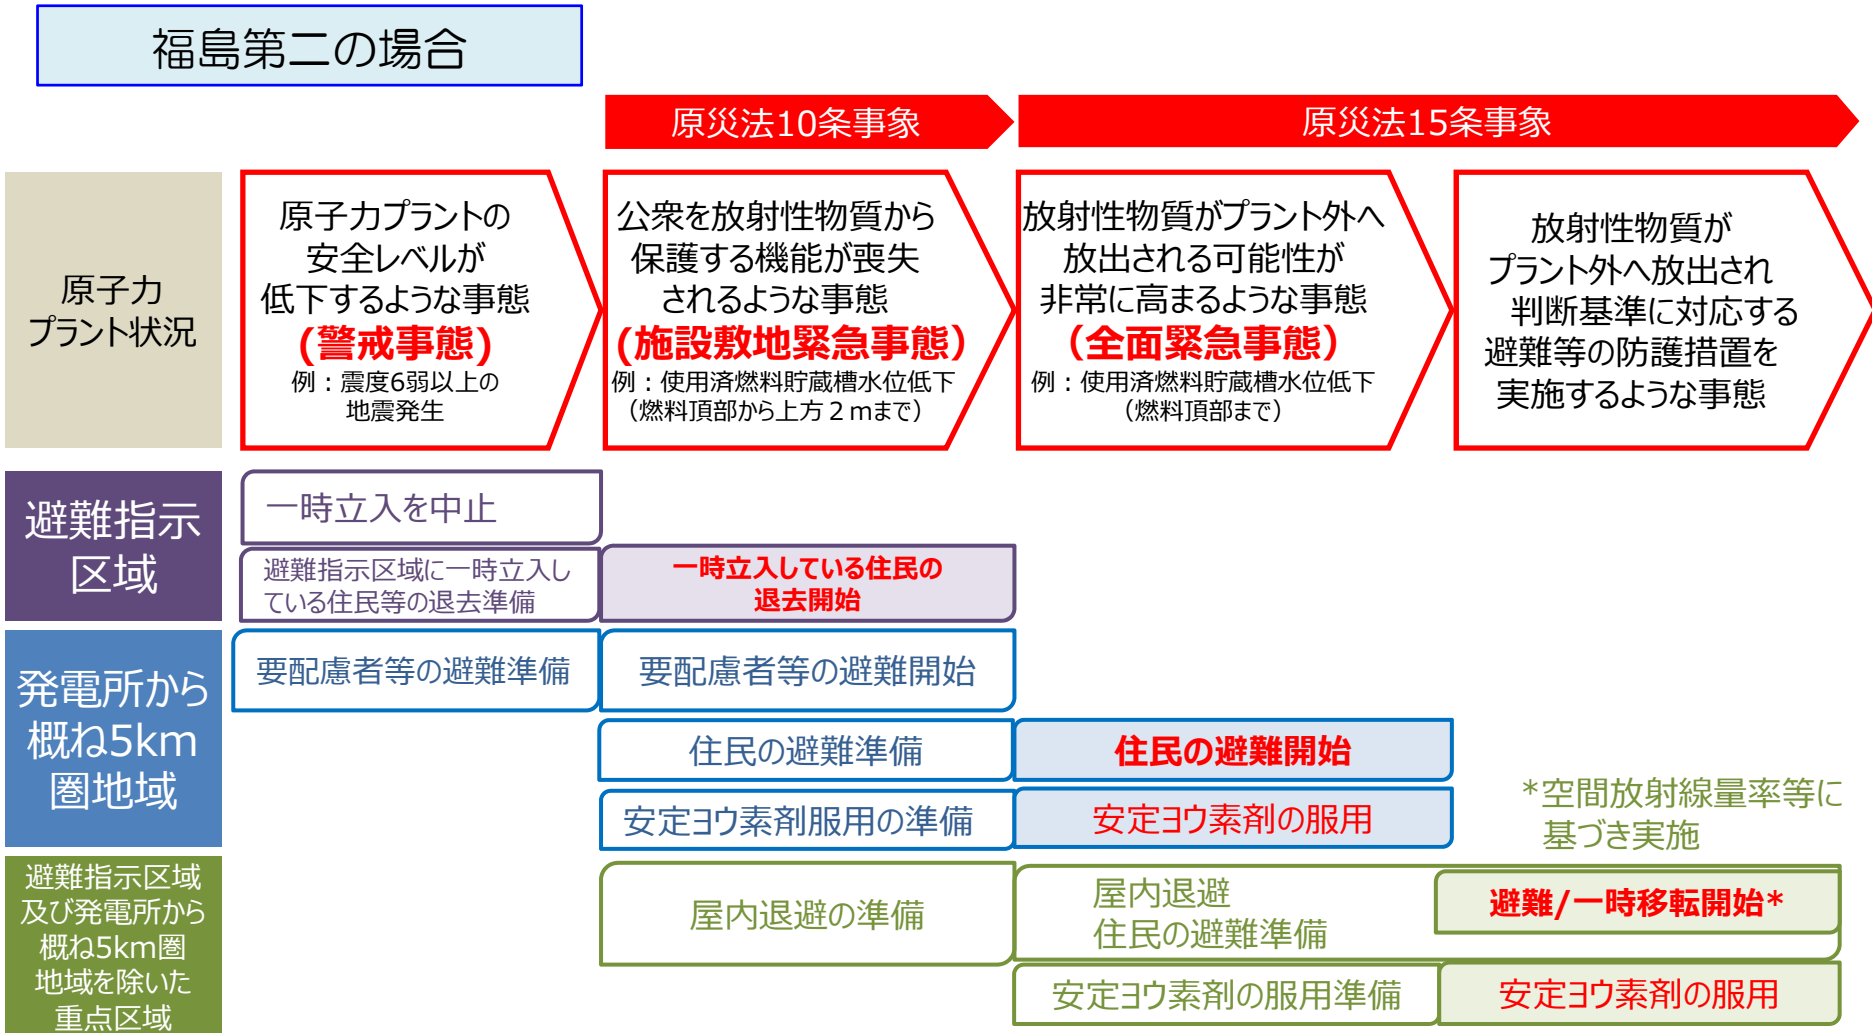 福島第二の場合
原災法10条事象
原災法15条事象
原子力
プラント状況
原子力プラントの
安全レベルが
低下するような事態
(警戒事態)
例：震度6弱以上の
地震発生
公衆を放射性物質から
保護する機能が喪失
されるような事態
(施設敷地緊急事態）
例：使用済燃料貯蔵槽水位低下
（燃料頂部から上方２ｍまで）
放射性物質がプラント外へ
放出される可能性が
非常に高まるような事態
（全面緊急事態）
例：使用済燃料貯蔵槽水位低下
（燃料頂部まで）
放射性物質が
プラント外へ放出され
判断基準に対応する
避難等の防護措置を
実施するような事態
避難指示
区域
一時立入を中止
避難指示区域に一時立入し
ている住民等の退去準備
一時立入している住民の
退去開始
発電所から
概ね5km
圏地域
要配慮者等の避難準備
要配慮者等の避難開始
住民の避難準備
住民の避難開始
安定ヨウ素剤服用の準備
安定ヨウ素剤の服用
*空間放射線量率等に
基づき実施
避難指示区域
及び発電所から
概ね5km圏
地域を除いた
重点区域
屋内退避の準備
屋内退避
住民の避難準備
避難/一時移転開始*
安定ヨウ素剤の服用準備
安定ヨウ素剤の服用